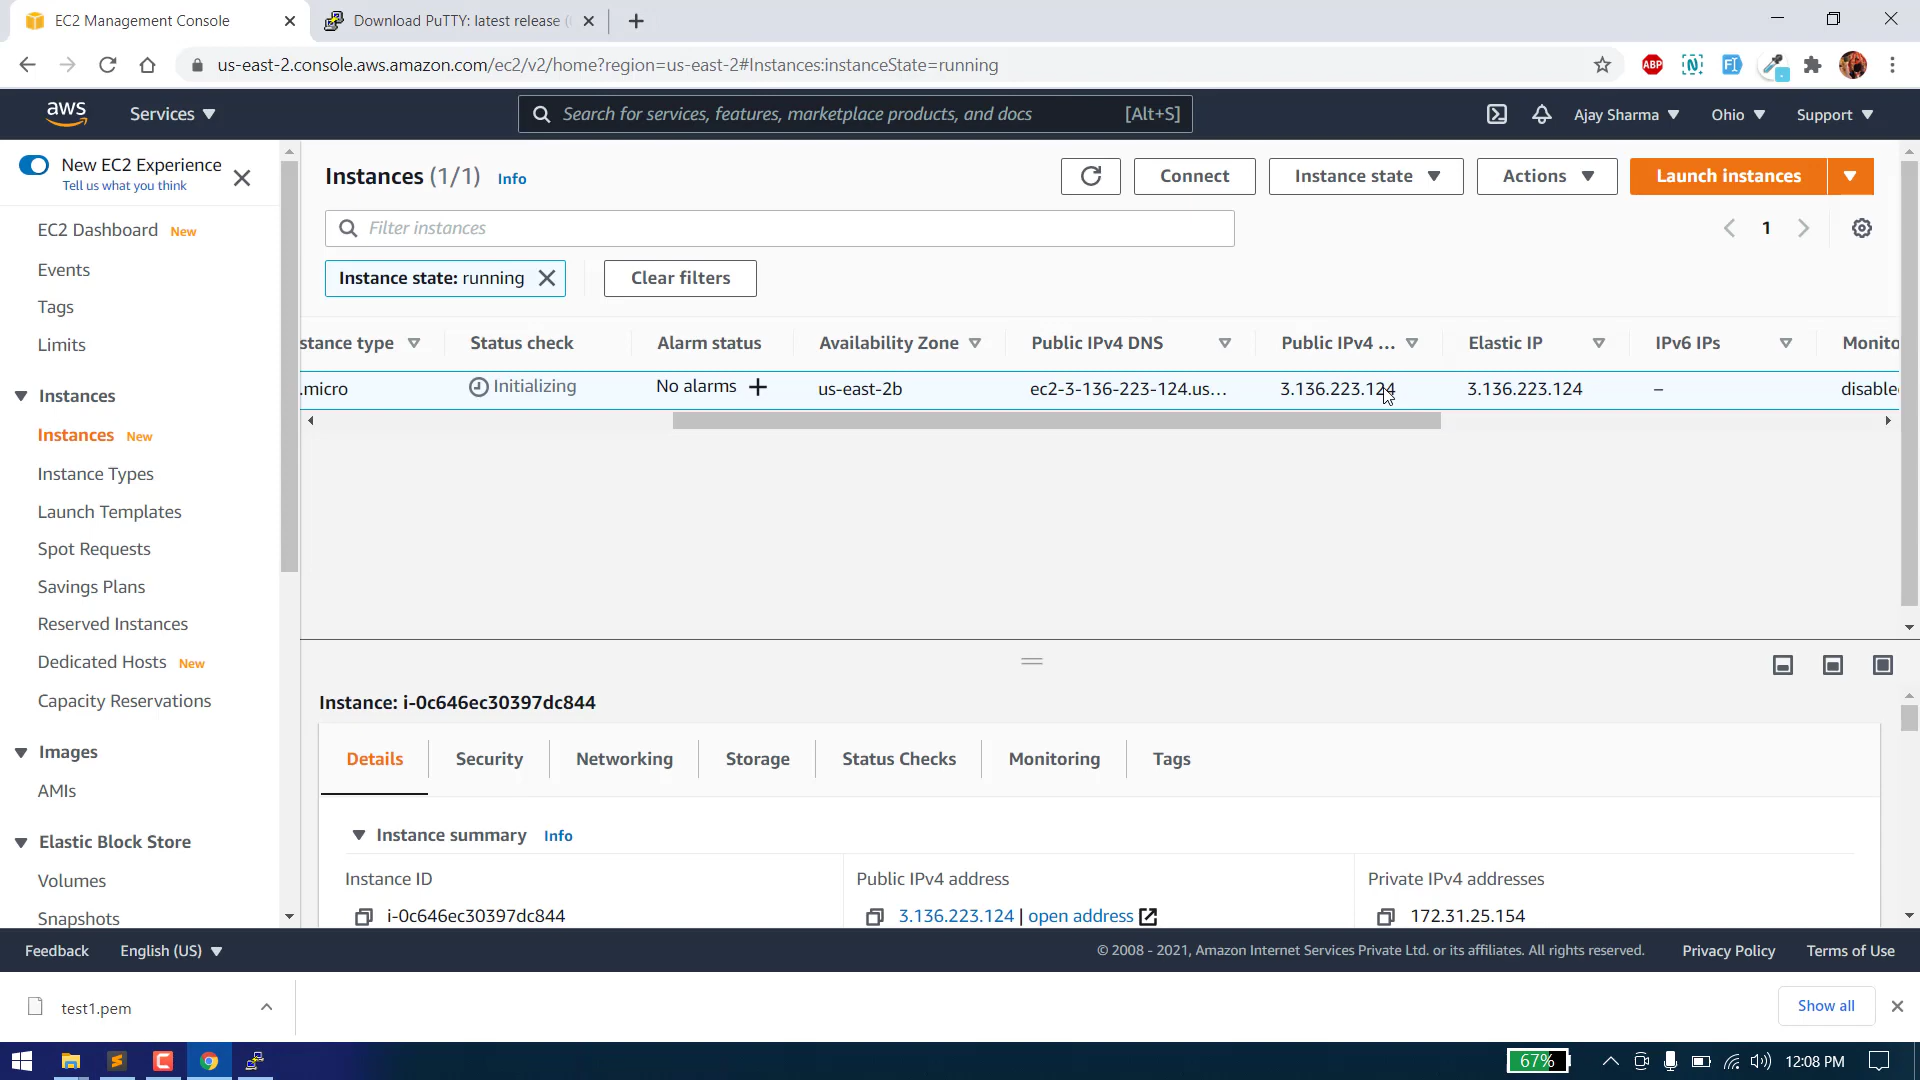 EC2 Management Console
Download PuTTY: latest release (
us-east-2.console.aws.amazon.com/ec2/v2/home?region=us-east-2#Instances:instanceState=running
ABP
aws
Services
Search for services, features, marketplace products, and docs
[Alt+S]
Ajay Sharma
Ohio
Support
New EC2 Experience
Tell us what you think
EC2 Dashboard New
Events
Tags
Limits
Instances
Instances New
Instance Types
Launch Templates
Spot Requests
Savings Plans
Reserved Instances
Dedicated Hosts New
Capacity Reservations
Images
AMIs
Elastic Block Store
Volumes
Snapshots
Instances (1/1) Info
Connect
Instance state
Actions
Launch instances
Filter instances
1
Instance state: running
Clear filters
stance type
Status check
Alarm status
Availability Zone
Public IPv4 DNS
Public IPv4 ...
Elastic IP
IPv6 IPs
Monito
.micro
Initializing
No alarms
us-east-2b
ec2-3-136-223-124.us...
3.136.223.124
3.136.223.124
–
disable
Instance: i-0c646ec30397dc844
Details
Security
Networking
Storage
Status Checks
Monitoring
Tags
Instance summary Info
Instance ID
Public IPv4 address
Private IPv4 addresses
i-0c646ec30397dc844
3.136.223.124 | open address
172.31.25.154
Feedback
English (US)
© 2008 - 2021, Amazon Internet Services Private Ltd. or its affiliates. All rights reserved.
Privacy Policy
Terms of Use
test1.pem
Show all
67%
12:08 PM